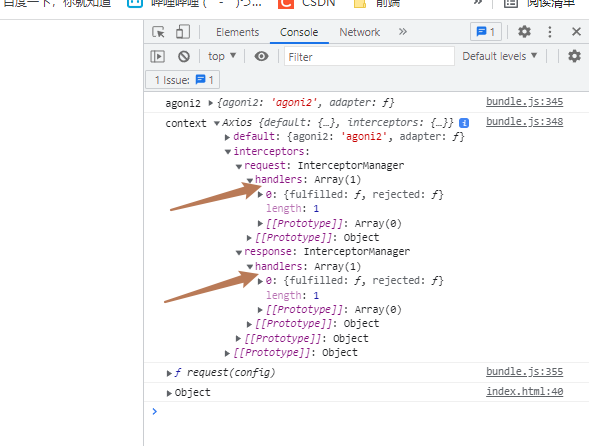 百度一下，你就知道 哔哩哔哩 ( ゜- ゜)つ… C CSDN 前端 » 阅读清单
Elements Console Network » 1
top ▼ Filter Default levels ▼
1 Issue: 1
agoni2 ▶{agoni2: 'agoni2', adapter: ƒ} bundle.js:345
context ▼Axios {default: {…}, interceptors: {…}} i bundle.js:348
▶default: {agoni2: 'agoni2', adapter: ƒ}
▼interceptors:
▼request: InterceptorManager
▼handlers: Array(1)
▶0: {fulfilled: ƒ, rejected: ƒ}
length: 1
▶[[Prototype]]: Array(0)
▶[[Prototype]]: Object
▼response: InterceptorManager
▼handlers: Array(1)
▶0: {fulfilled: ƒ, rejected: ƒ}
length: 1
▶[[Prototype]]: Array(0)
▶[[Prototype]]: Object
▶[[Prototype]]: Object
▶[[Prototype]]: Object
▶ƒ request(config) bundle.js:355
▶Object index.html:40